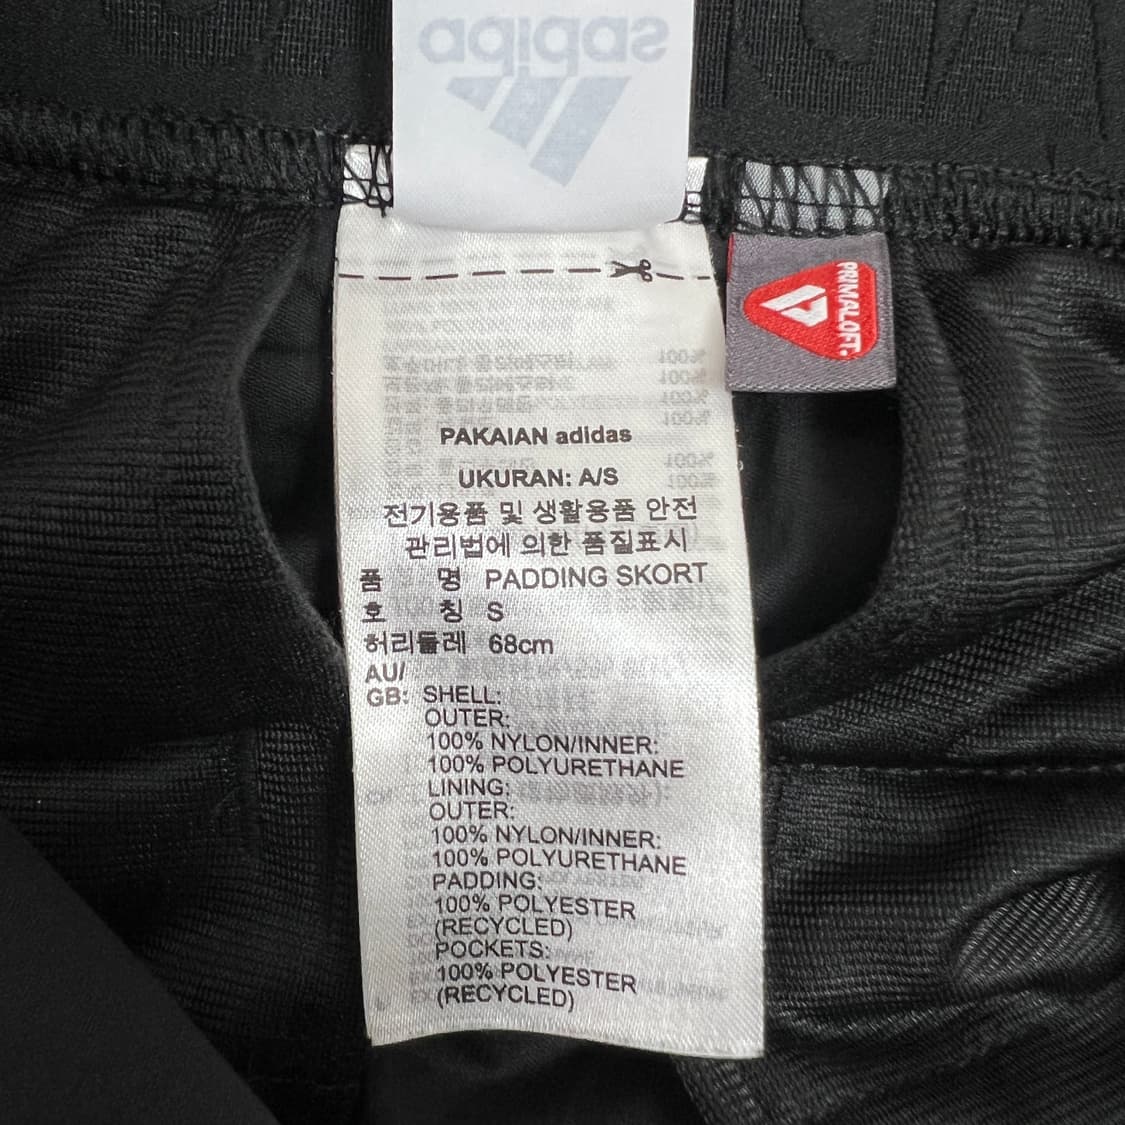 adidas
PRIMALOFT.
PAKAIAN adidas
UKURAN: A/S
전기용품 및 생활용품 안전
관리법에 의한 품질표시
품 명 PADDING SKORT
호 칭 S
허리둘레 68cm
AU/
GB: SHELL:
OUTER:
100% NYLON/INNER:
100% POLYURETHANE
LINING:
OUTER:
100% NYLON/INNER:
100% POLYURETHANE
PADDING:
100% POLYESTER
(RECYCLED)
POCKETS:
100% POLYESTER
(RECYCLED)